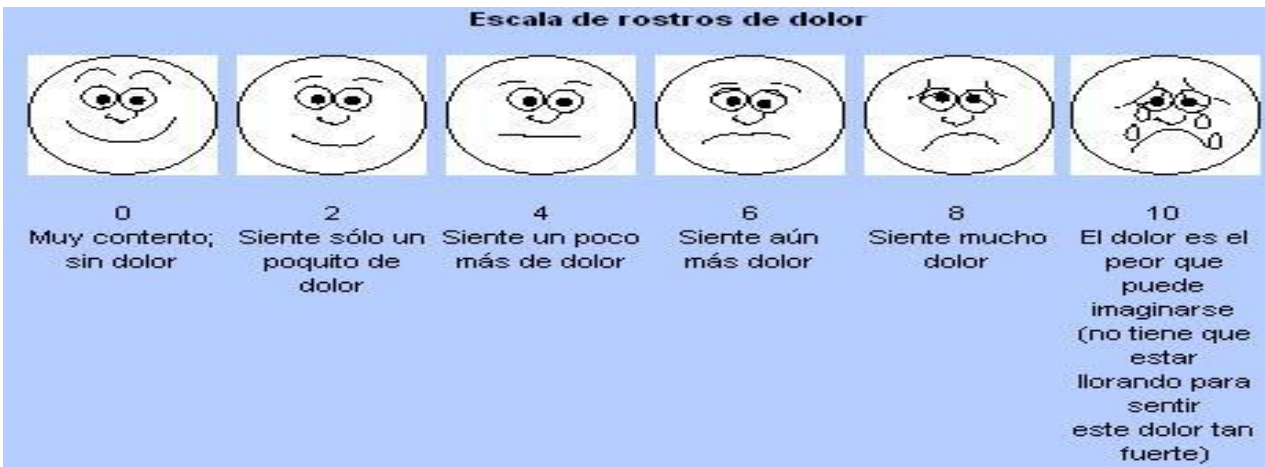 Escala de rostros de dolor
0
Muy contento;
sin dolor
2
Siente sólo un
poquito de
dolor
4
Siente un poco
más de dolor
6
Siente aún
más dolor
8
Siente mucho
dolor
10
El dolor es el
peor que
puede
imaginarse
(no tiene que
estar
llorando para
sentir
este dolor tan
fuerte)